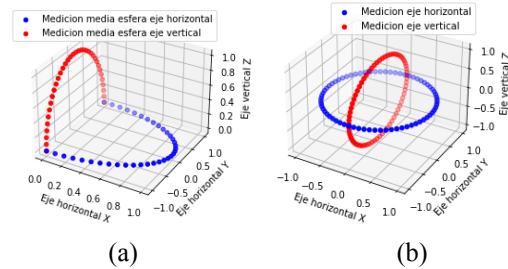 Medicion media esfera eje horizontal
Medicion media esfera eje vertical
1.0
0.8
0.6
0.4
0.2
0.0
Eje vertical Z
0.0 0.2 0.4 0.6 0.8 1.0
Eje horizontal X
-1.0
-0.5
0.0
0.5
1.0
Eje horizontal Y
(a)
Medicion eje horizontal
Medicion eje vertical
1.0
0.5
0.0
-0.5
-1.0
Eje vertical Z
-1.0 -0.5 0.0 0.5 1.0
Eje horizontal X
-1.0
-0.5
0.0
0.5
1.0
Eje horizontal Y
(b)